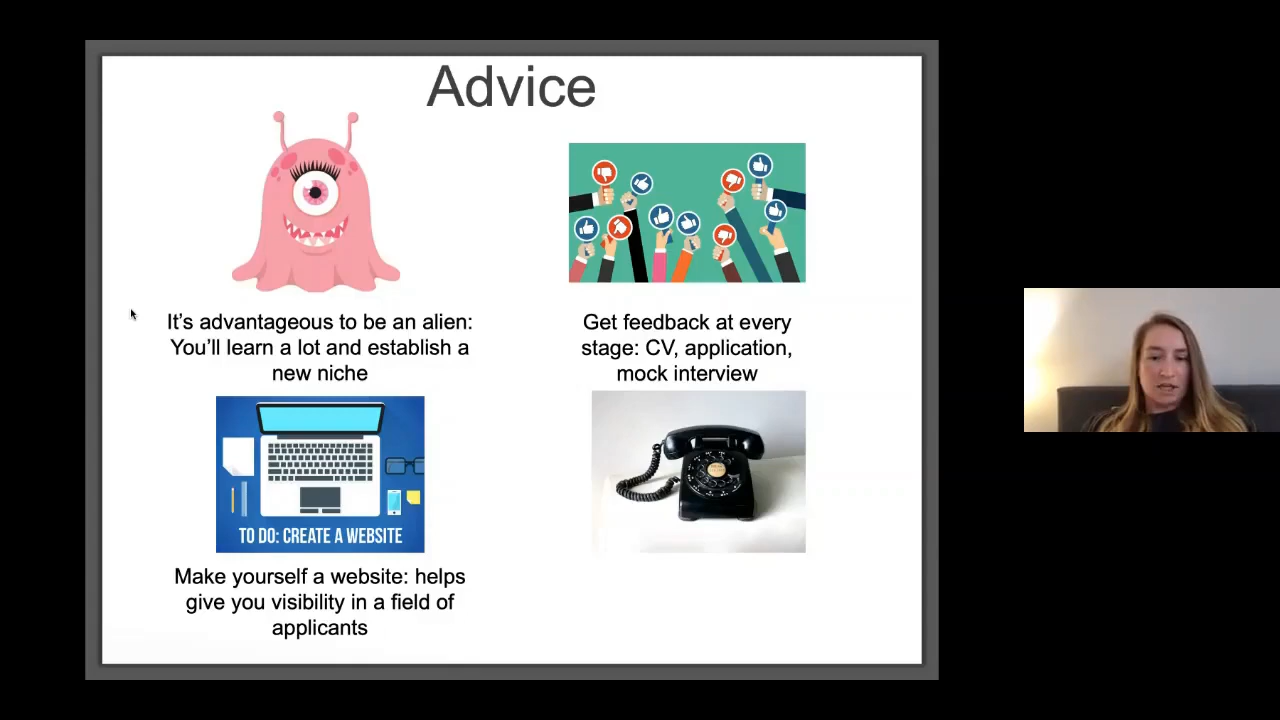 Advice
It's advantageous to be an alien:
You'll learn a lot and establish a
new niche
Get feedback at every
stage: CV, application,
mock interview
TO DO: CREATE A WEBSITE
Make yourself a website: helps
give you visibility in a field of
applicants